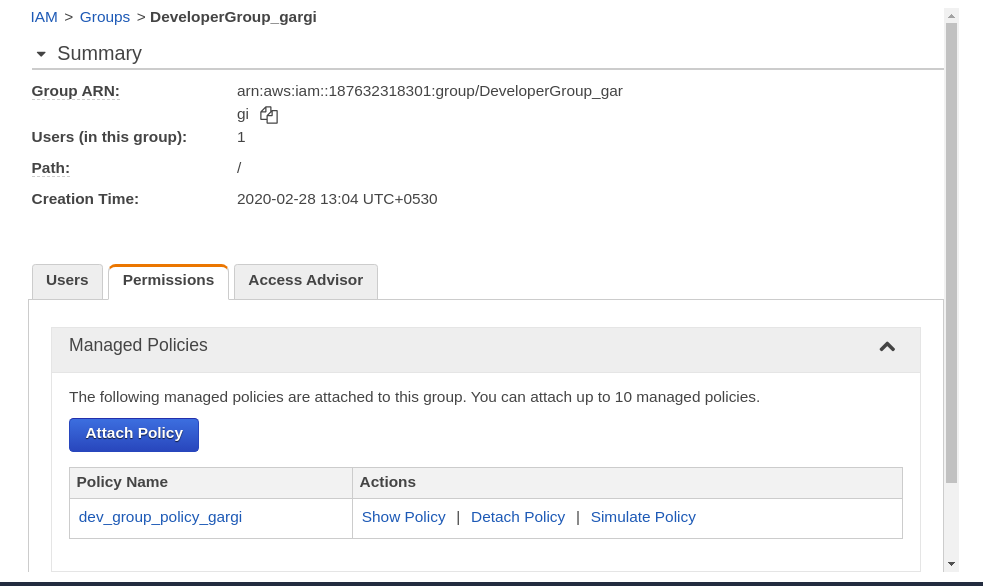 IAM > Groups > DeveloperGroup_gargi
Summary
Group ARN: arn:aws:iam::187632318301:group/DeveloperGroup_gar
gi
Users (in this group): 1
Path: /
Creation Time: 2020-02-28 13:04 UTC+0530
Users Permissions Access Advisor
Managed Policies
The following managed policies are attached to this group. You can attach up to 10 managed policies.
Attach Policy
Policy Name Actions
dev_group_policy_gargi Show Policy | Detach Policy | Simulate Policy